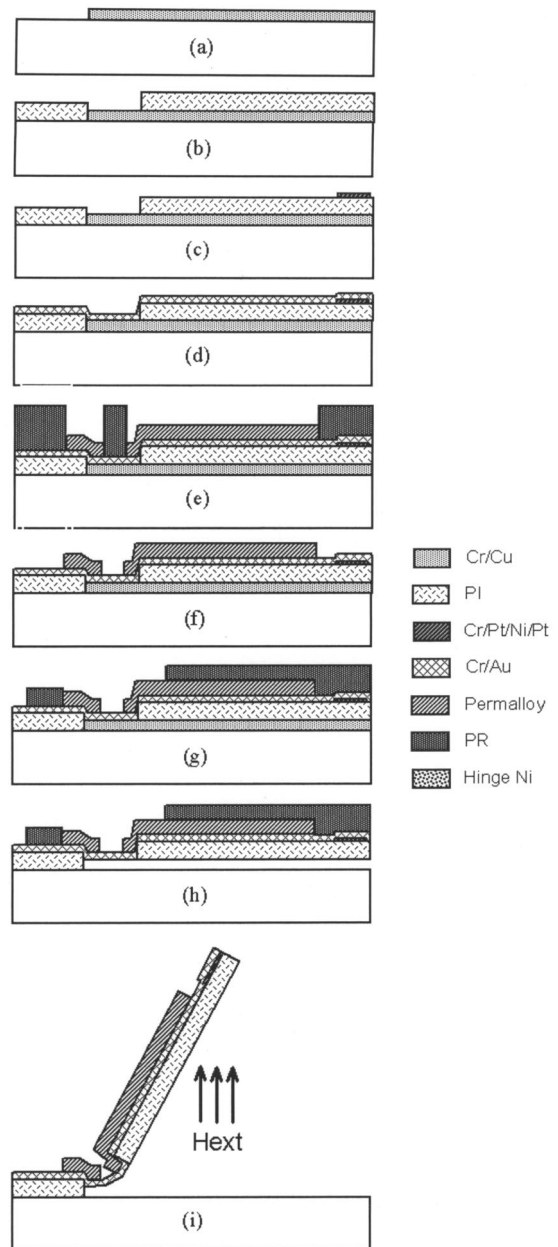 (a)
(b)
(c)
(d)
(e)
(f)
(g)
(h)
Hext
(i)
Cr/Cu
PI
Cr/Pt/Ni/Pt
Cr/Au
Permalloy
PR
Hinge Ni